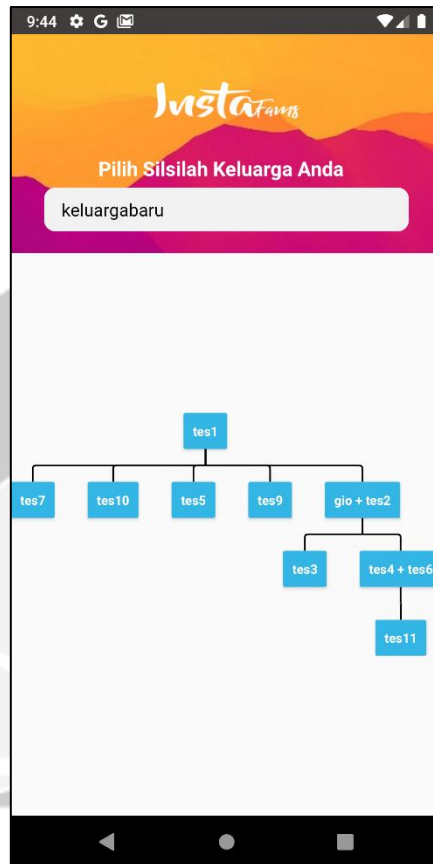 9:44 G M
InstaFams
Pilih Silsilah Keluarga Anda
keluargabaru
tes1
tes7 tes10 tes5 tes9 gio + tes2
tes3 tes4 + tes6
tes11